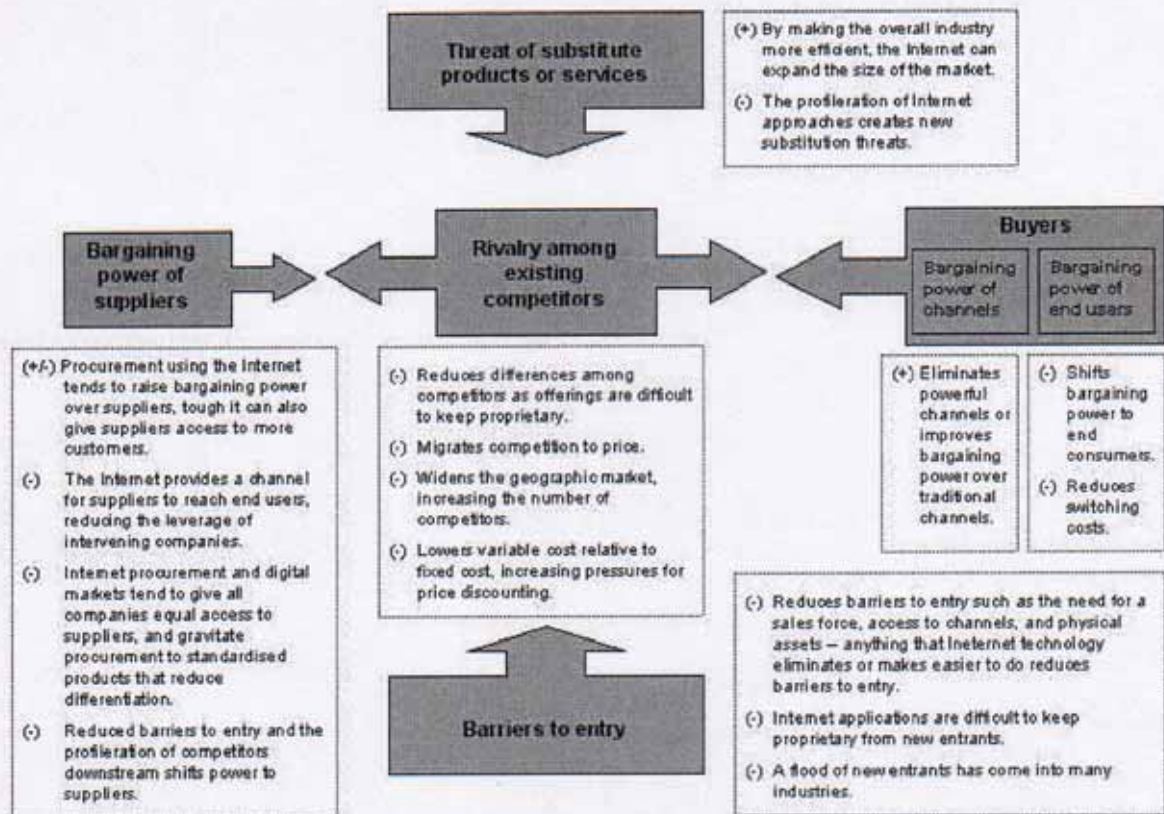 Threat of substitute
products or services
(+) By making the overall industry
more efficient, the Internet can
expand the size of the market.
(-) The profileration of Internet
approaches creates new
substitution threats.
Bargaining
power of
suppliers
Rivalry among
existing
competitors
Buyers
Bargaining
power of
channels
Bargaining
power of
end users
(+/-) Procurement using the Internet
tends to raise bargaining power
over suppliers, tough it can also
give suppliers access to more
customers.
(-) The Internet provides a channel
for suppliers to reach end users,
reducing the leverage of
intervening companies.
(-) Internet procurement and digital
markets tend to give all
companies equal access to
suppliers, and gravitate
procurement to standardised
products that reduce
differentiation.
(-) Reduced barriers to entry and the
profileration of competitors
downstream shifts power to
suppliers.
(-) Reduces differences among
competitors as offerings are difficult
to keep proprietary.
(-) Migrates competition to price.
(-) Widens the geographic market,
increasing the number of
competitors.
(-) Lowers variable cost relative to
fixed cost, increasing pressures for
price discounting.
(+) Eliminates
powerful
channels or
improves
bargaining
power over
traditional
channels.
(-) Shifts
bargaining
power to
end
consumers.
(-) Reduces
switching
costs.
Barriers to entry
(-) Reduces barriers to entry such as the need for a
sales force, access to channels, and physical
assets – anything that Ineternet technology
eliminates or makes easier to do reduces
barriers to entry.
(-) Internet applications are difficult to keep
proprietary from new entrants.
(-) A flood of new entrants has come into many
industries.